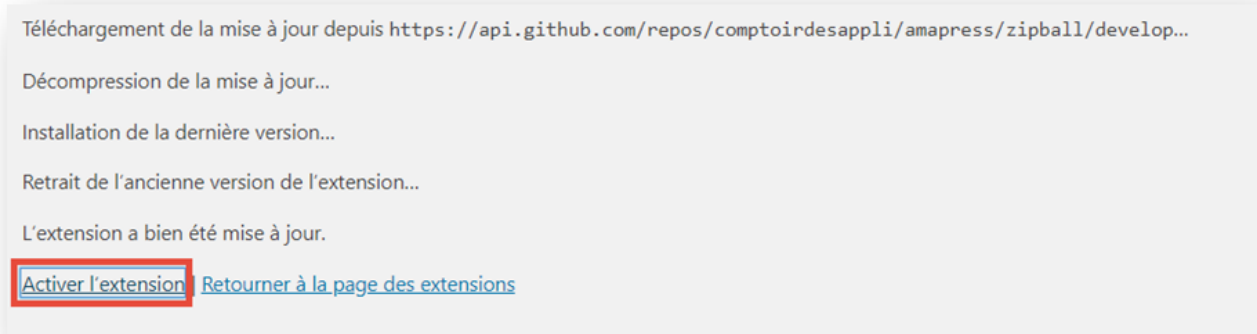 Téléchargement de la mise à jour depuis https://api.github.com/repos/comptoirdesappli/amapress/zipball/develop...
Décompression de la mise à jour...
Installation de la dernière version...
Retrait de l'ancienne version de l'extension...
L'extension a bien été mise à jour.
Activer l'extension | Retourner à la page des extensions